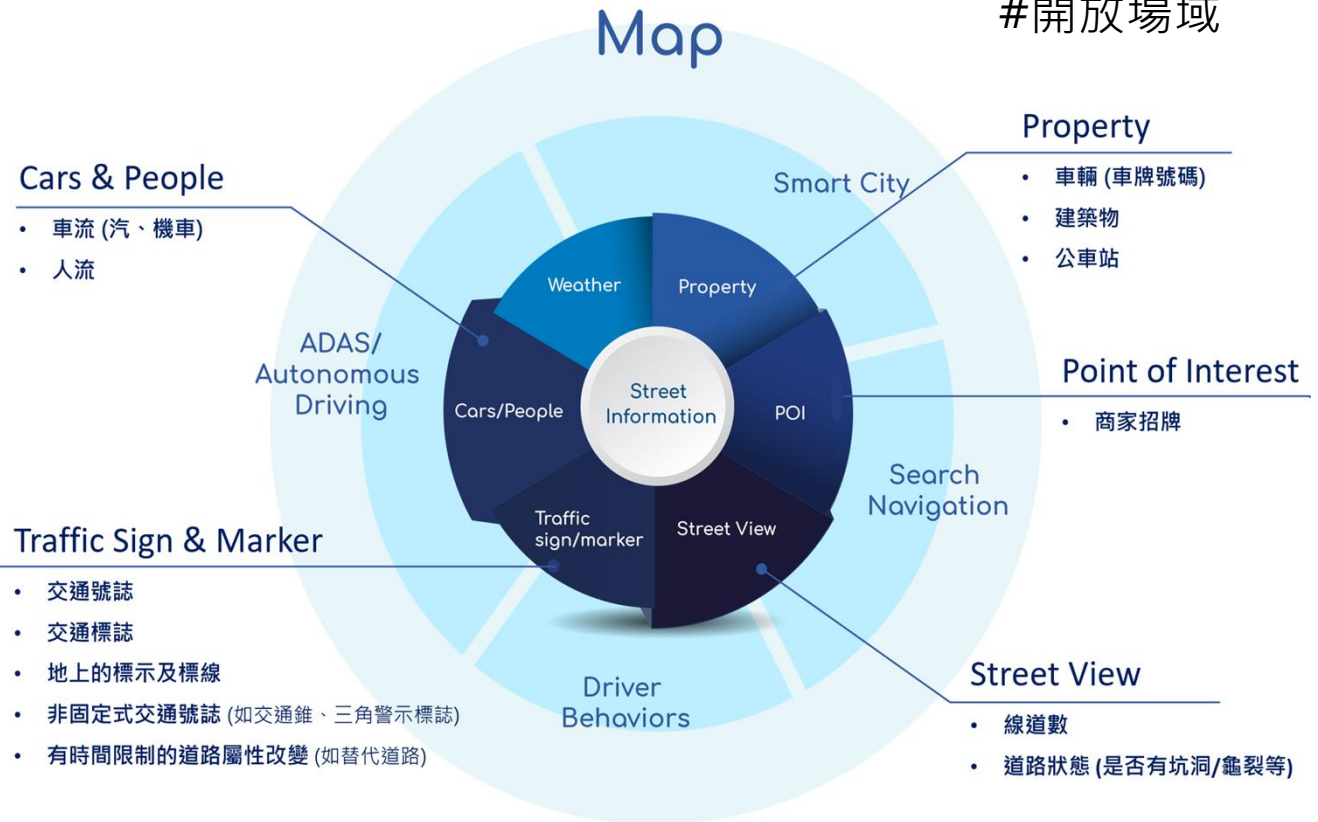 #開放場域
Map
Property
• 車輛 (車牌號碼)
• 建築物
• 公車站
Cars & People
• 車流 (汽、機車)
• 人流
Smart City
Weather
Property
ADAS/
Autonomous
Driving
Cars/People
Street
Information
POI
Point of Interest
• 商家招牌
Search
Navigation
Traffic
sign/marker
Street View
Traffic Sign & Marker
• 交通號誌
• 交通標誌
• 地上的標示及標線
• 非固定式交通號誌 (如交通錐、三角警示標誌)
• 有時間限制的道路屬性改變 (如替代道路)
Driver
Behaviors
Street View
• 線道數
• 道路狀態 (是否有坑洞/龜裂等)